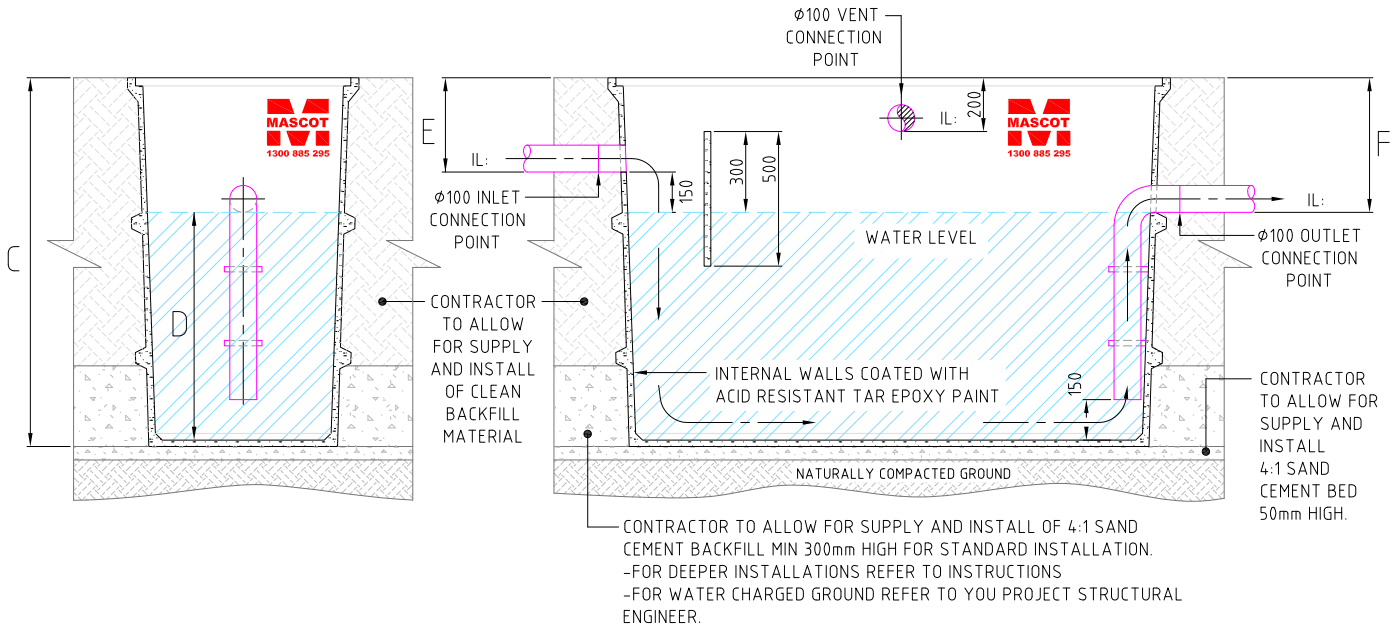 Ø100 VENT
CONNECTION
POINT
200
IL:
MASCOT
1300 885 295
MASCOT
1300 885 295
E
F
IL:
150
300
500
Ø100 INLET
CONNECTION
POINT
IL:
WATER LEVEL
Ø100 OUTLET
CONNECTION
POINT
C
D
CONTRACTOR
TO ALLOW
FOR SUPPLY
AND INSTALL
OF CLEAN
BACKFILL
MATERIAL
INTERNAL WALLS COATED WITH
ACID RESISTANT TAR EPOXY PAINT
150
CONTRACTOR
TO ALLOW FOR
SUPPLY AND
INSTALL
4:1 SAND
CEMENT BED
50mm HIGH.
NATURALLY COMPACTED GROUND
CONTRACTOR TO ALLOW FOR SUPPLY AND INSTALL OF 4:1 SAND
CEMENT BACKFILL MIN 300mm HIGH FOR STANDARD INSTALLATION.
-FOR DEEPER INSTALLATIONS REFER TO INSTRUCTIONS
-FOR WATER CHARGED GROUND REFER TO YOU PROJECT STRUCTURAL
ENGINEER.